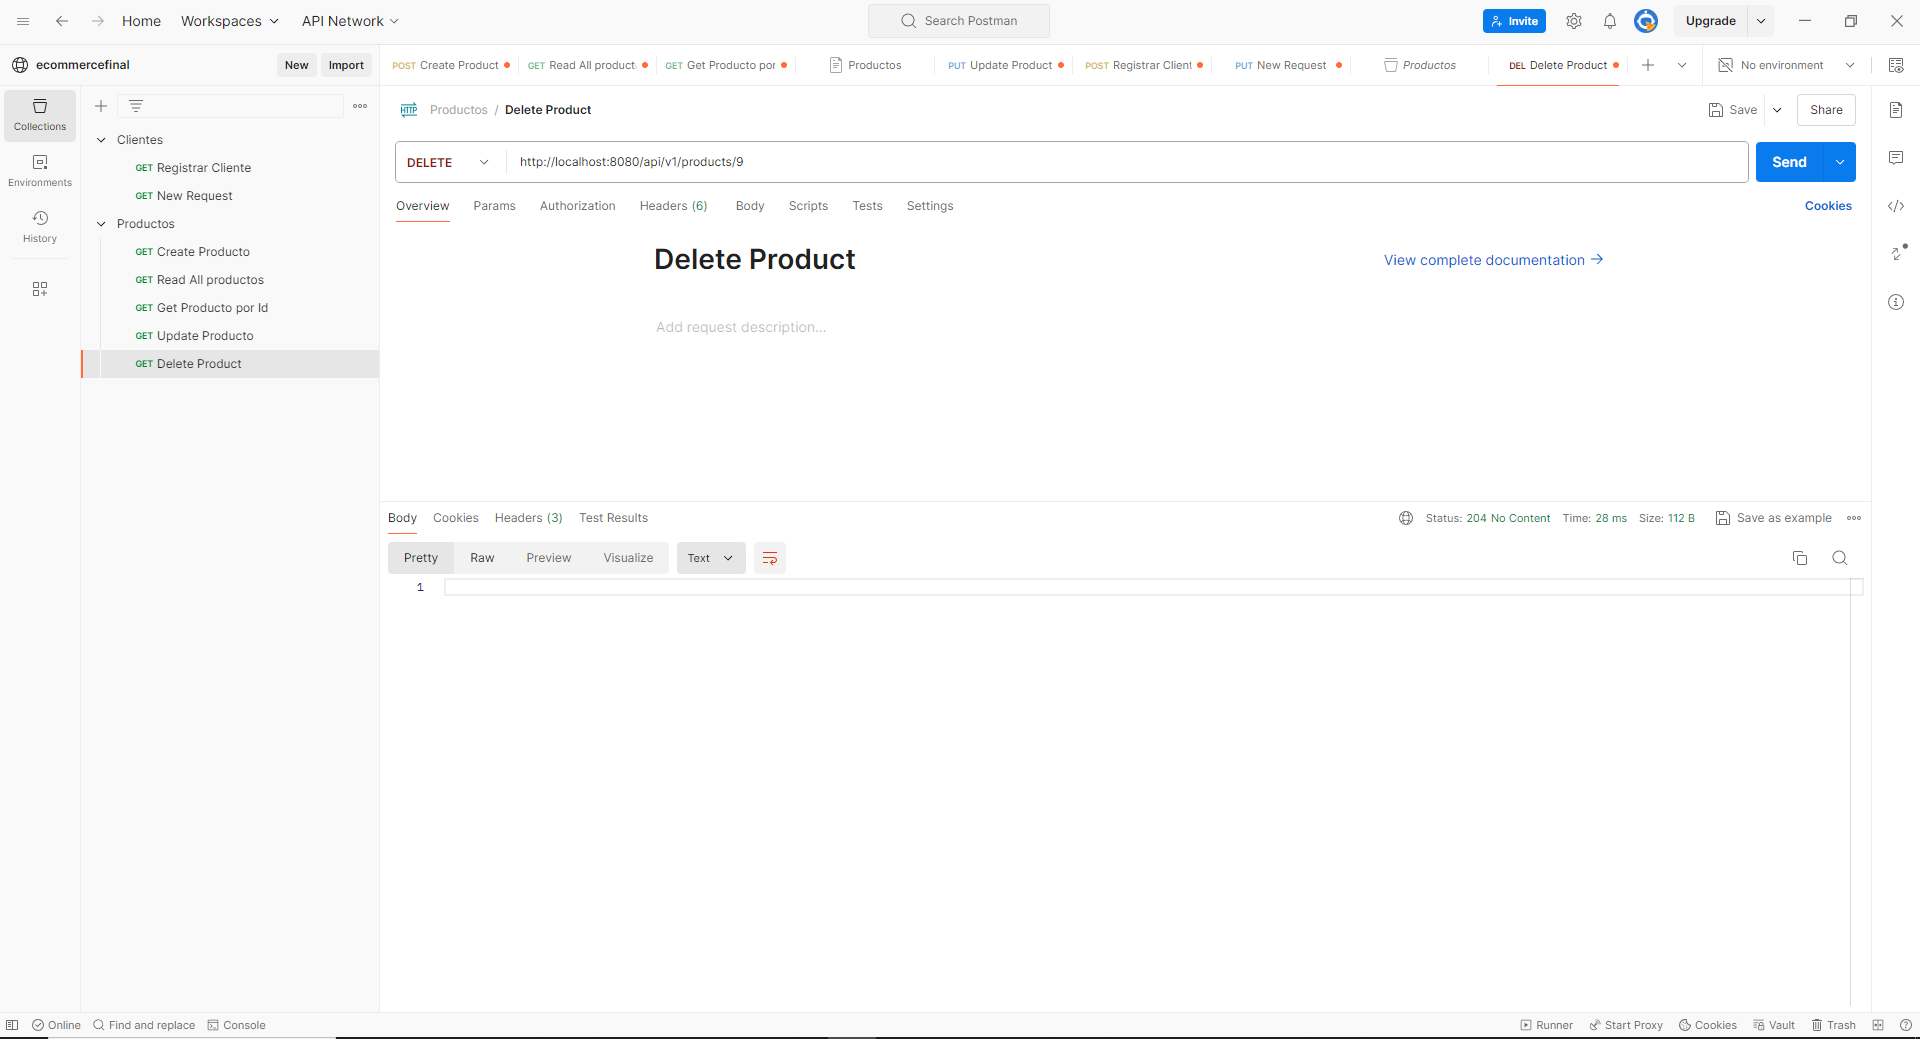 Home Workspaces API Network Search Postman Invite Upgrade
ecommercefinal New Import
POST Create Product GET Read All product GET Get Producto por Productos PUT Update Product POST Registrar Client PUT New Request Productos DEL Delete Product No environment
Collections
Environments
History
Clientes
GET Registrar Cliente
GET New Request
Productos
GET Create Producto
GET Read All productos
GET Get Producto por Id
GET Update Producto
GET Delete Product
HTTP Productos / Delete Product Save Share
DELETE http://localhost:8080/api/v1/products/9 Send
Overview Params Authorization Headers (6) Body Scripts Tests Settings Cookies
Delete Product View complete documentation →
Add request description...
Body Cookies Headers (3) Test Results Status: 204 No Content Time: 28 ms Size: 112 B Save as example
Pretty Raw Preview Visualize Text
1
Online Find and replace Console Runner Start Proxy Cookies Vault Trash